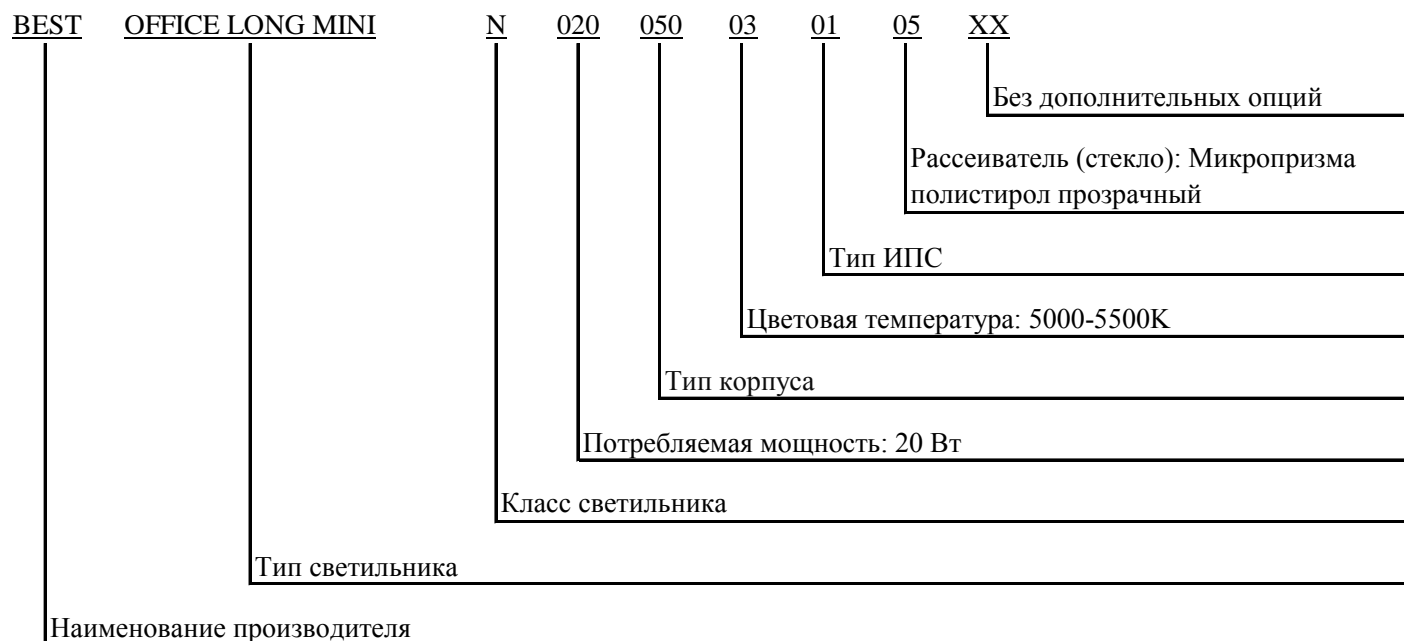 BEST OFFICE LONG MINI N 020 050 03 01 05 XX
Без дополнительных опций
Рассеиватель (стекло): Микропризма
полистирол прозрачный
Тип ИПС
Цветовая температура: 5000-5500К
Тип корпуса
Потребляемая мощность: 20 Вт
Класс светильника
Тип светильника
Наименование производителя